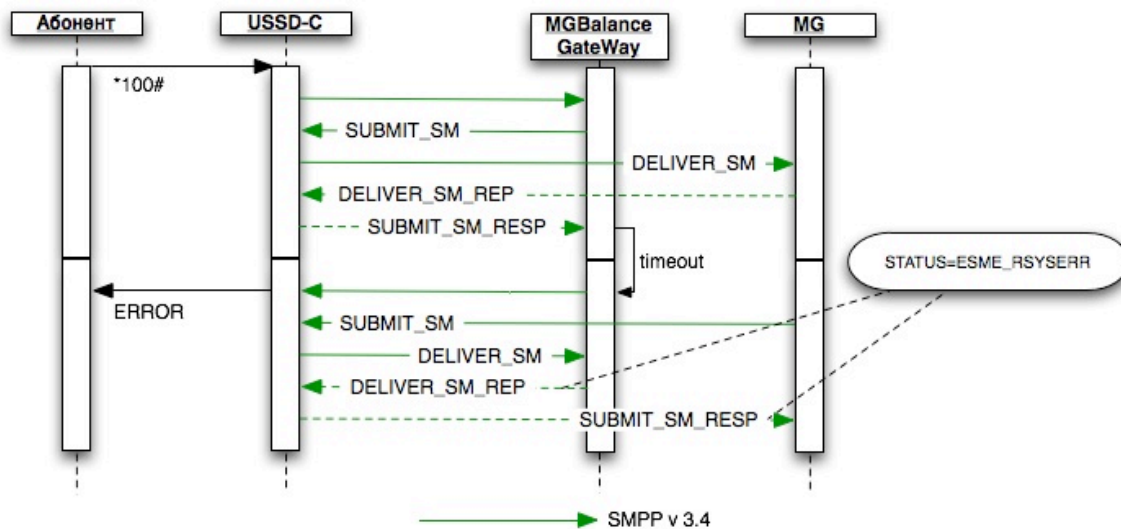 Абонент
USSD-C
MGBalance
GateWay
MG
*100#
SUBMIT_SM
DELIVER_SM
DELIVER_SM_REP
SUBMIT_SM_RESP
timeout
STATUS=ESME_RSYSERR
ERROR
SUBMIT_SM
DELIVER_SM
DELIVER_SM_REP
SUBMIT_SM_RESP
SMPP v 3.4